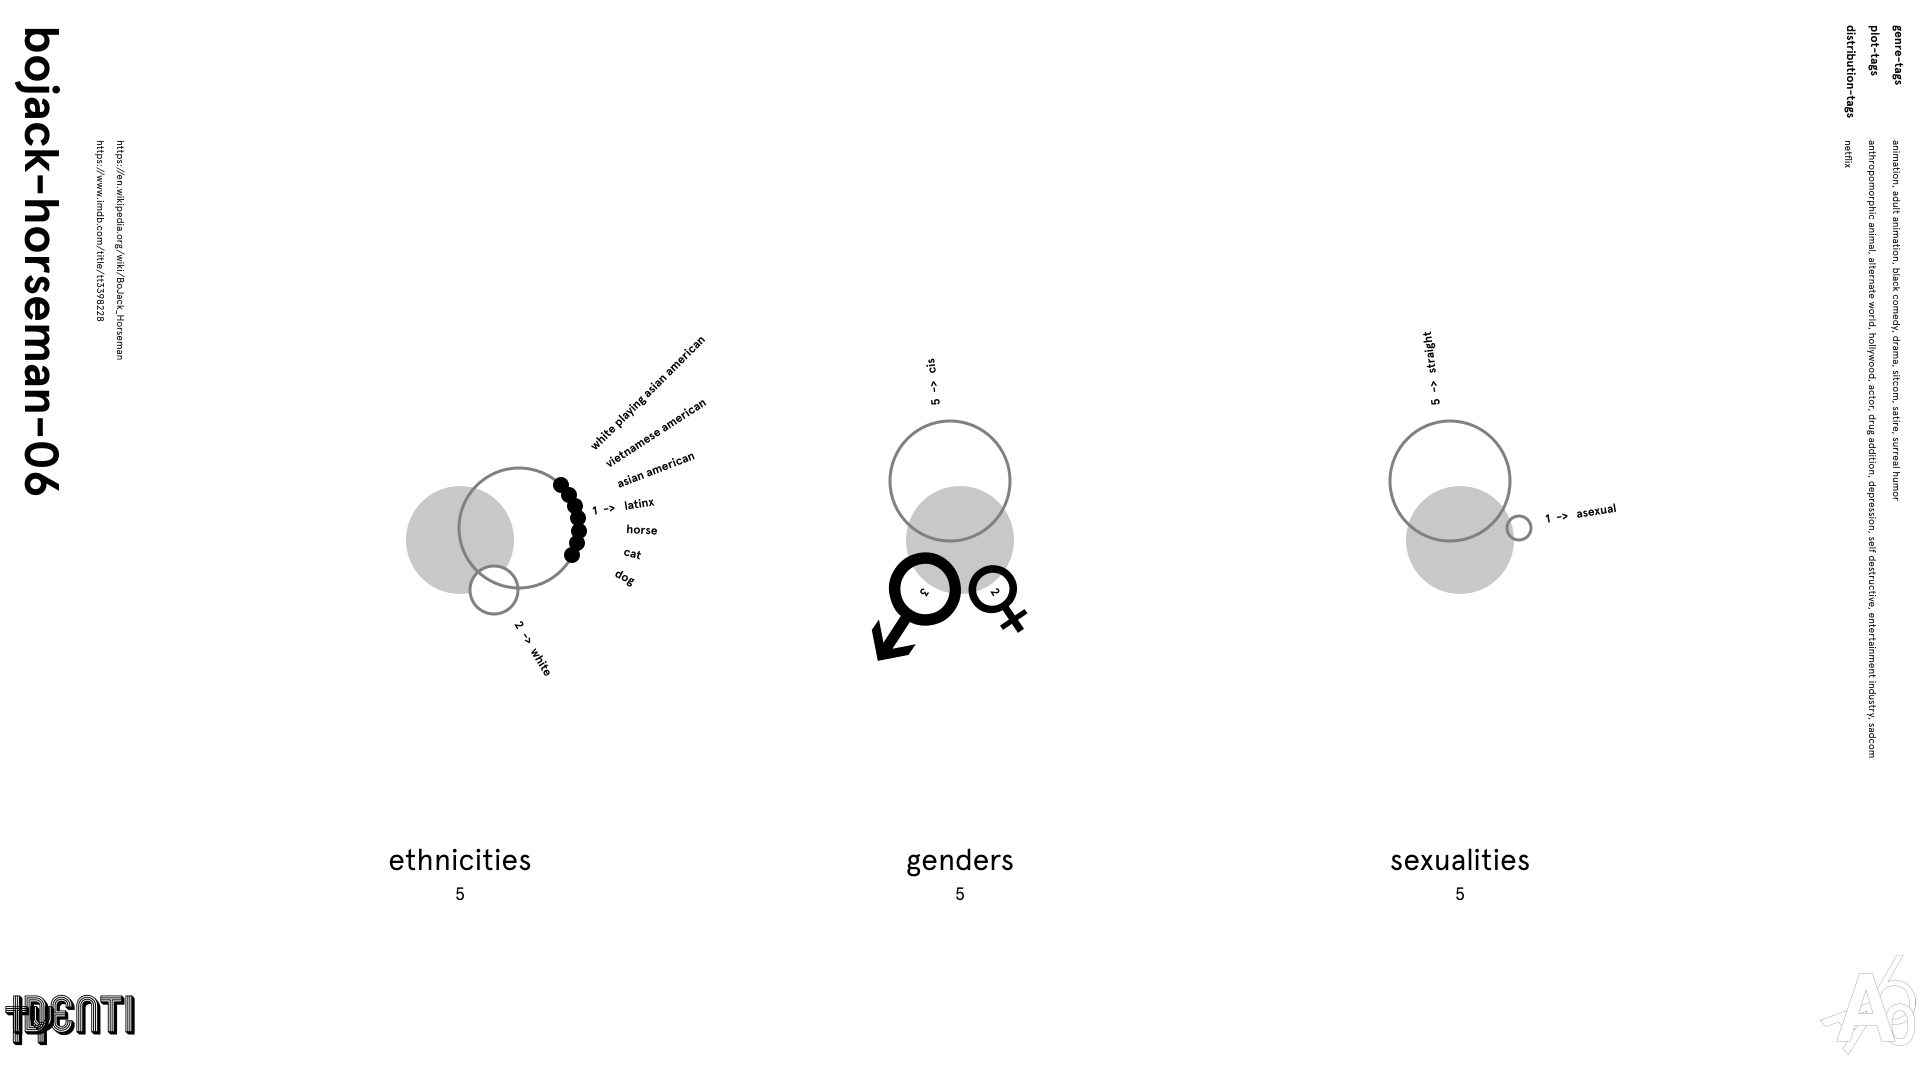 bojack-horseman-06
https://en.wikipedia.org/wiki/BoJack_Horseman
https://www.imdb.com/title/tt3398228
genre-tags
animation, adult animation, black comedy, drama, sitcom, satire, surreal humor
plot-tags
anthropomorphic animal, alternate world, hollywood, actor, drug addition, depression, self destructive, entertainment industry, sadcom
distribution-tags
netflix
white playing asian american
vietnamese american
asian american
1 -> latinx
horse
cat
dog
2 -> white
ethnicities
5
5 -> cis
3
2
genders
5
5 -> straight
1 -> asexual
sexualities
5
IDENTI